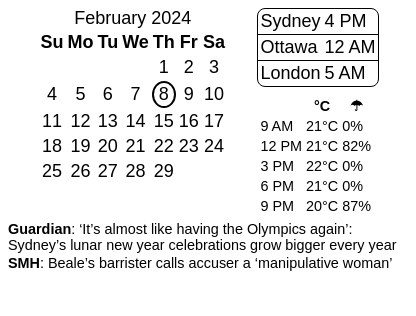 February 2024
Su Mo Tu We Th Fr Sa
1 2 3
4 5 6 7 8 9 10
11 12 13 14 15 16 17
18 19 20 21 22 23 24
25 26 27 28 29
Sydney 4 PM
Ottawa 12 AM
London 5 AM
°C ☂
9 AM 21°C 0%
12 PM 21°C 82%
3 PM 22°C 0%
6 PM 21°C 0%
9 PM 20°C 87%
Guardian: ‘It’s almost like having the Olympics again’:
Sydney’s lunar new year celebrations grow bigger every year
SMH: Beale’s barrister calls accuser a ‘manipulative woman’